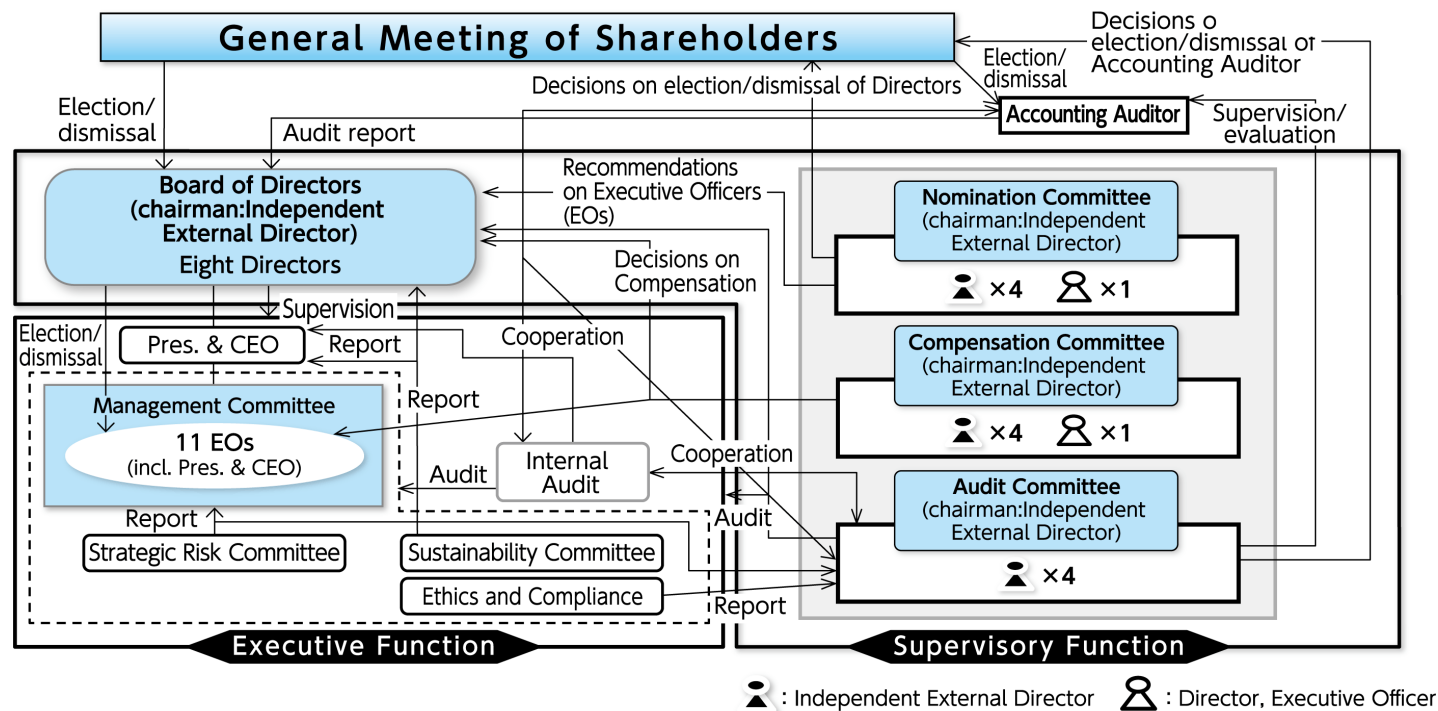 General Meeting of Shareholders
Decisions o
election/dismissal of
Accounting Auditor
Election/
dismissal
Decisions on election/dismissal of Directors
Election/
dismissal
Audit report
Accounting Auditor
Supervision/
evaluation
Board of Directors
(chairman:Independent
External Director)
Eight Directors
Recommendations
on Executive Officers
(EOs)
Decisions on
Compensation
Nomination Committee
(chairman:Independent
External Director)
×4 ×1
Supervision
Election/
dismissal
Pres. & CEO
Report
Cooperation
Compensation Committee
(chairman:Independent
External Director)
×4 ×1
Management Committee
11 EOs
(incl. Pres. & CEO)
Report
Internal
Audit
Audit
Cooperation
Audit
Audit Committee
(chairman:Independent
External Director)
×4
Report
Strategic Risk Committee
Sustainability Committee
Ethics and Compliance
Report
Executive Function
Supervisory Function
: Independent External Director : Director, Executive Officer